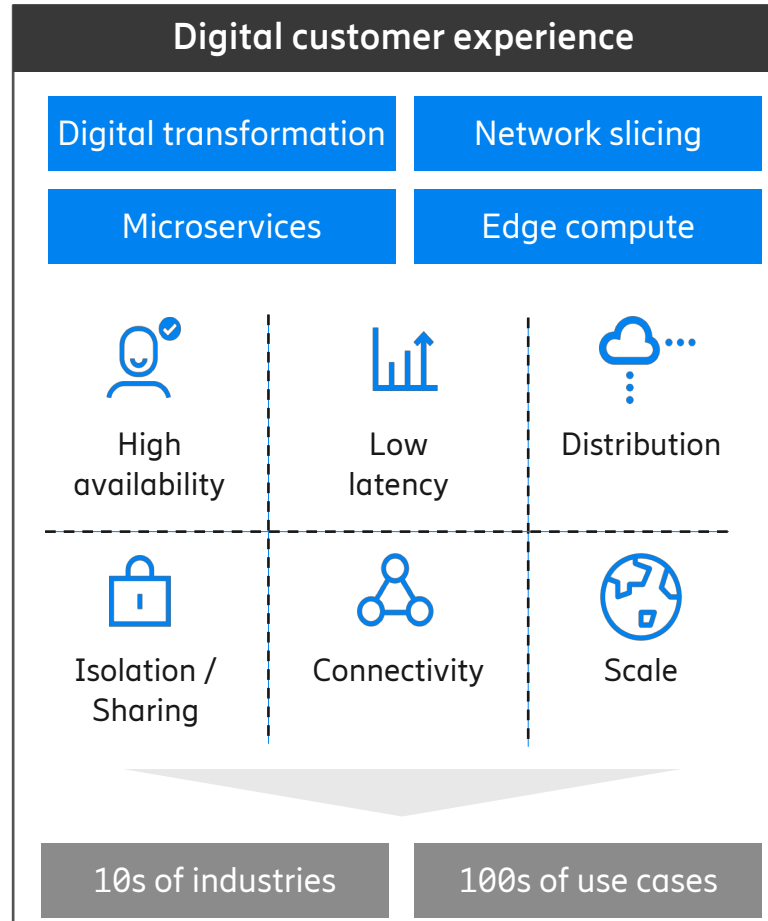 Digital customer experience
Digital transformation
Network slicing
Microservices
Edge compute
High
availability
Low
latency
Distribution
Isolation /
Sharing
Connectivity
Scale
10s of industries
100s of use cases